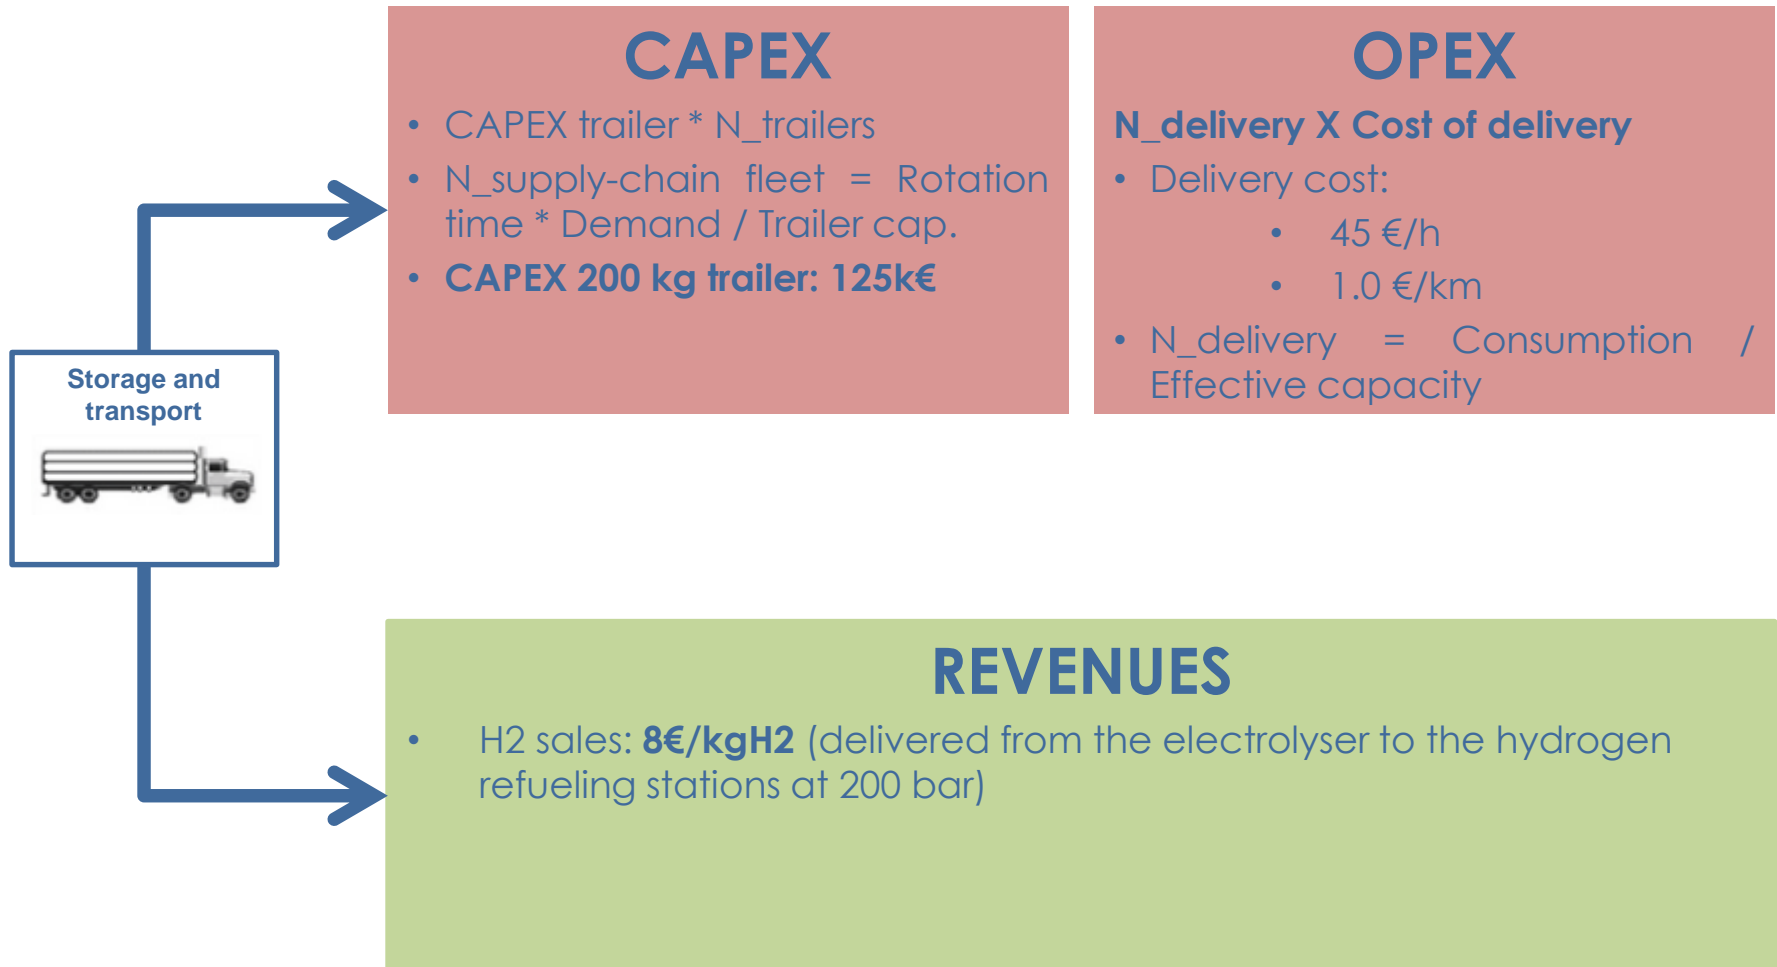 CAPEX
• CAPEX trailer * N_trailers
• N_supply-chain fleet = Rotation
time * Demand / Trailer cap.
• CAPEX 200 kg trailer: 125k€
OPEX
N_delivery X Cost of delivery
• Delivery cost:
• 45 €/h
• 1.0 €/km
• N_delivery = Consumption /
Effective capacity
Storage and
transport
REVENUES
• H2 sales: 8€/kgH2 (delivered from the electrolyser to the hydrogen
refueling stations at 200 bar)